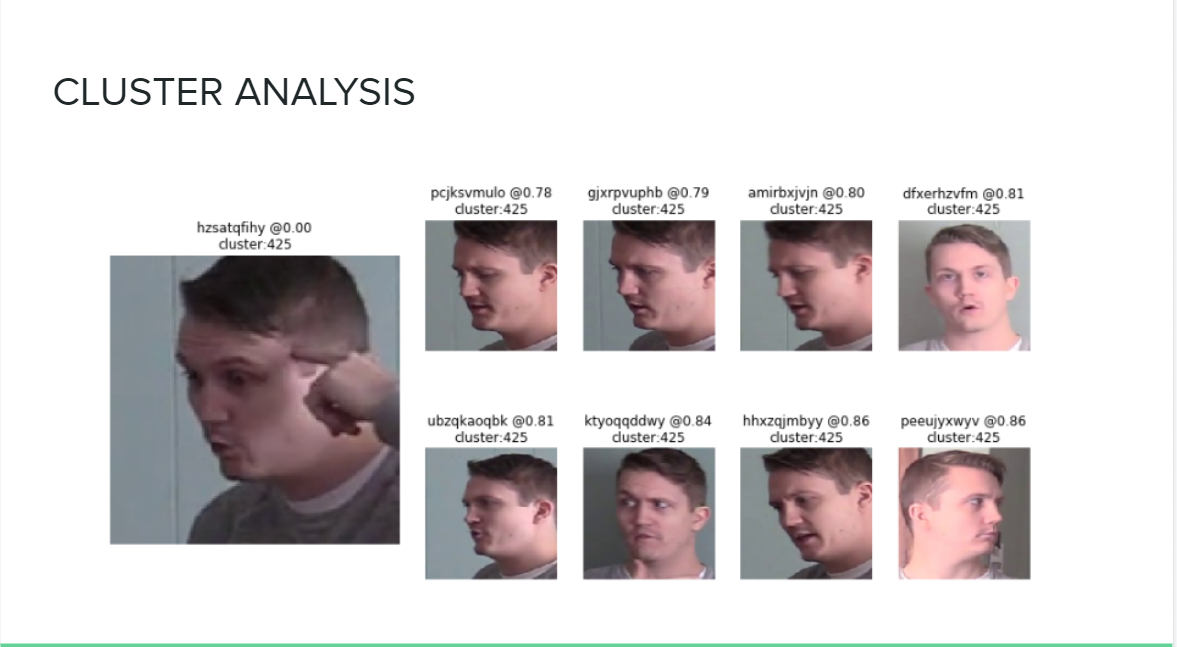 CLUSTER ANALYSIS
hzsatqfihy @0.00
cluster:425
pcjksvmulo @0.78
cluster:425
gjxrpvuphb @0.79
cluster:425
amirbxjvjn @0.80
cluster:425
dfxerhzvfm @0.81
cluster:425
ubzqkaoqbk @0.81
cluster:425
ktyoqqddwy @0.84
cluster:425
hhxzqjmbyy @0.86
cluster:425
peeujyxwyv @0.86
cluster:425